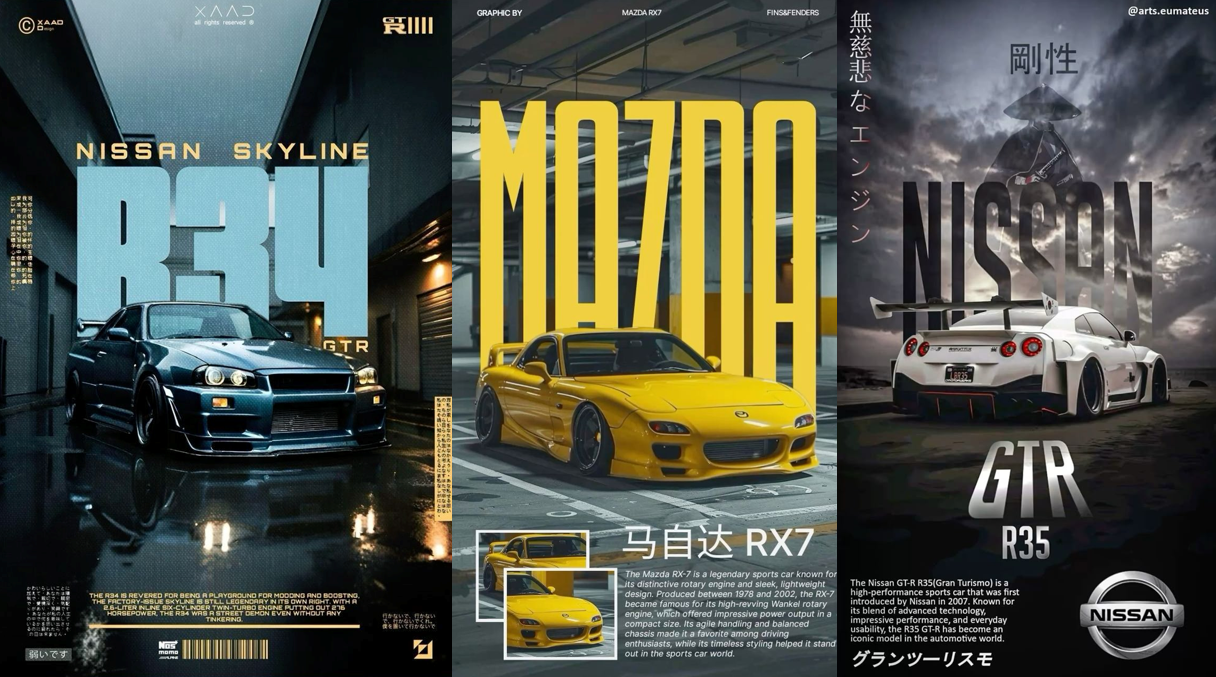 © XAAD
design
XAAD
all rights reserved ®
GTR
NISSAN SKYLINE
R34
GTR
THE R34 IS REVERED FOR BEING A PLAYGROUND FOR MODDING AND BOOSTING.
THE FACTORY-ISSUE SKYLINE IS STILL LEGENDARY IN ITS OWN RIGHT. WITH A
2.6-LITER INLINE SIX-CYLINDER TWIN-TURBO ENGINE PUTTING OUT 276
HORSEPOWER, THE R34 WAS A STREET DEMON EVEN WITHOUT ANY
TINKERING.
弱いです
GRAPHIC BY
MAZDA RX7
FINS&FENDERS
MAZDA
马自达 RX7
The Mazda RX-7 is a legendary sports car known for
its distinctive rotary engine and sleek, lightweight
design. Produced between 1978 and 2002, the RX-7
became famous for its high-revving Wankel rotary
engine, which offered impressive power output in a
compact size. Its agile handling and balanced
chassis made it a favorite among driving
enthusiasts, while its timeless styling helped it stand
out in the sports car world.
@arts.eumateus
無慈悲な エンジン
剛性
NISSAN
GTR
R35
The Nissan GT-R R35(Gran Turismo) is a
high-performance sports car that was first
introduced by Nissan in 2007. Known for
its blend of advanced technology,
impressive performance, and everyday
usability, the R35 GT-R has become an
iconic model in the automotive world.
グランツーリスモ
NISSAN